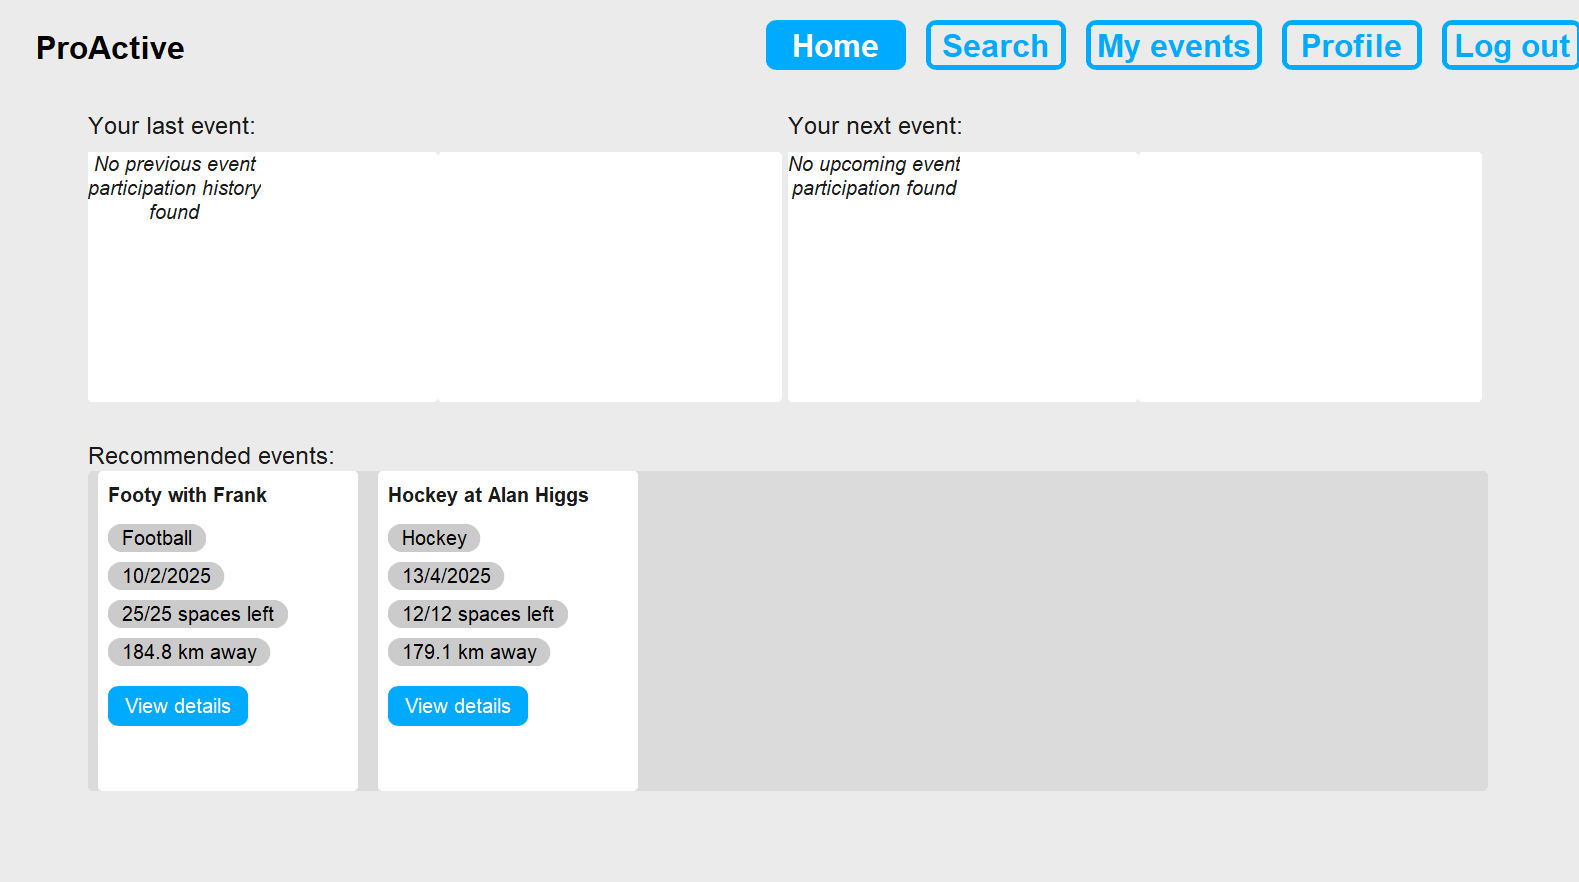 ProActive
Home
Search
My events
Profile
Log out
Your last event:
No previous event
participation history
found
Your next event:
No upcoming event
participation found
Recommended events:
Footy with Frank
Football
10/2/2025
25/25 spaces left
184.8 km away
View details
Hockey at Alan Higgs
Hockey
13/4/2025
12/12 spaces left
179.1 km away
View details